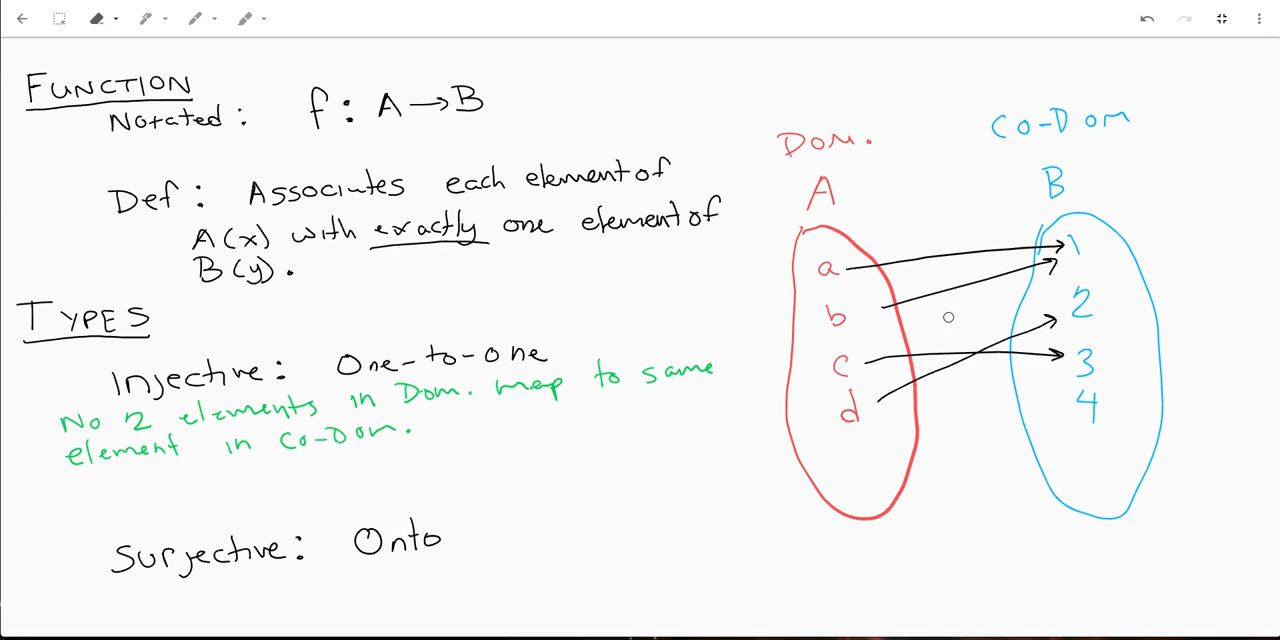 FUNCTION
NOTATED: f: A→B
Def: Associates each element of
A(x) with exactly one element of
B(y).
TYPES
INjective: One-to-one
No 2 elements in Dom. map to same
element in Co-Dom.
Surjective: Onto
Dom.
A
a
b
c
d
Co-Dom
B
1
2
3
4